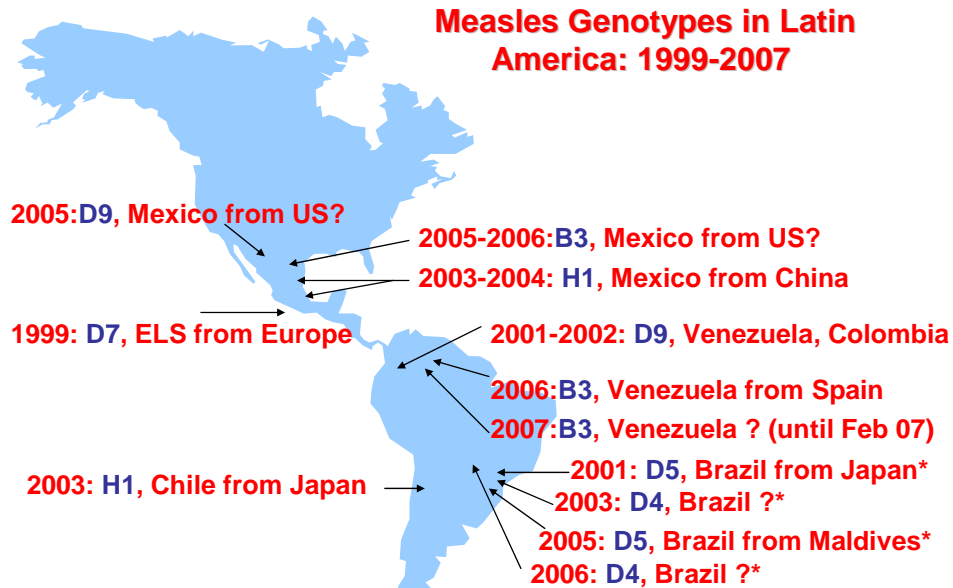 Measles Genotypes in Latin
America: 1999-2007
2005:D9, Mexico from US?
2005-2006:B3, Mexico from US?
2003-2004: H1, Mexico from China
1999: D7, ELS from Europe
2001-2002: D9, Venezuela, Colombia
2006:B3, Venezuela from Spain
2007:B3, Venezuela ? (until Feb 07)
2003: H1, Chile from Japan
2001: D5, Brazil from Japan*
2003: D4, Brazil ?*
2005: D5, Brazil from Maldives*
2006: D4, Brazil ?*